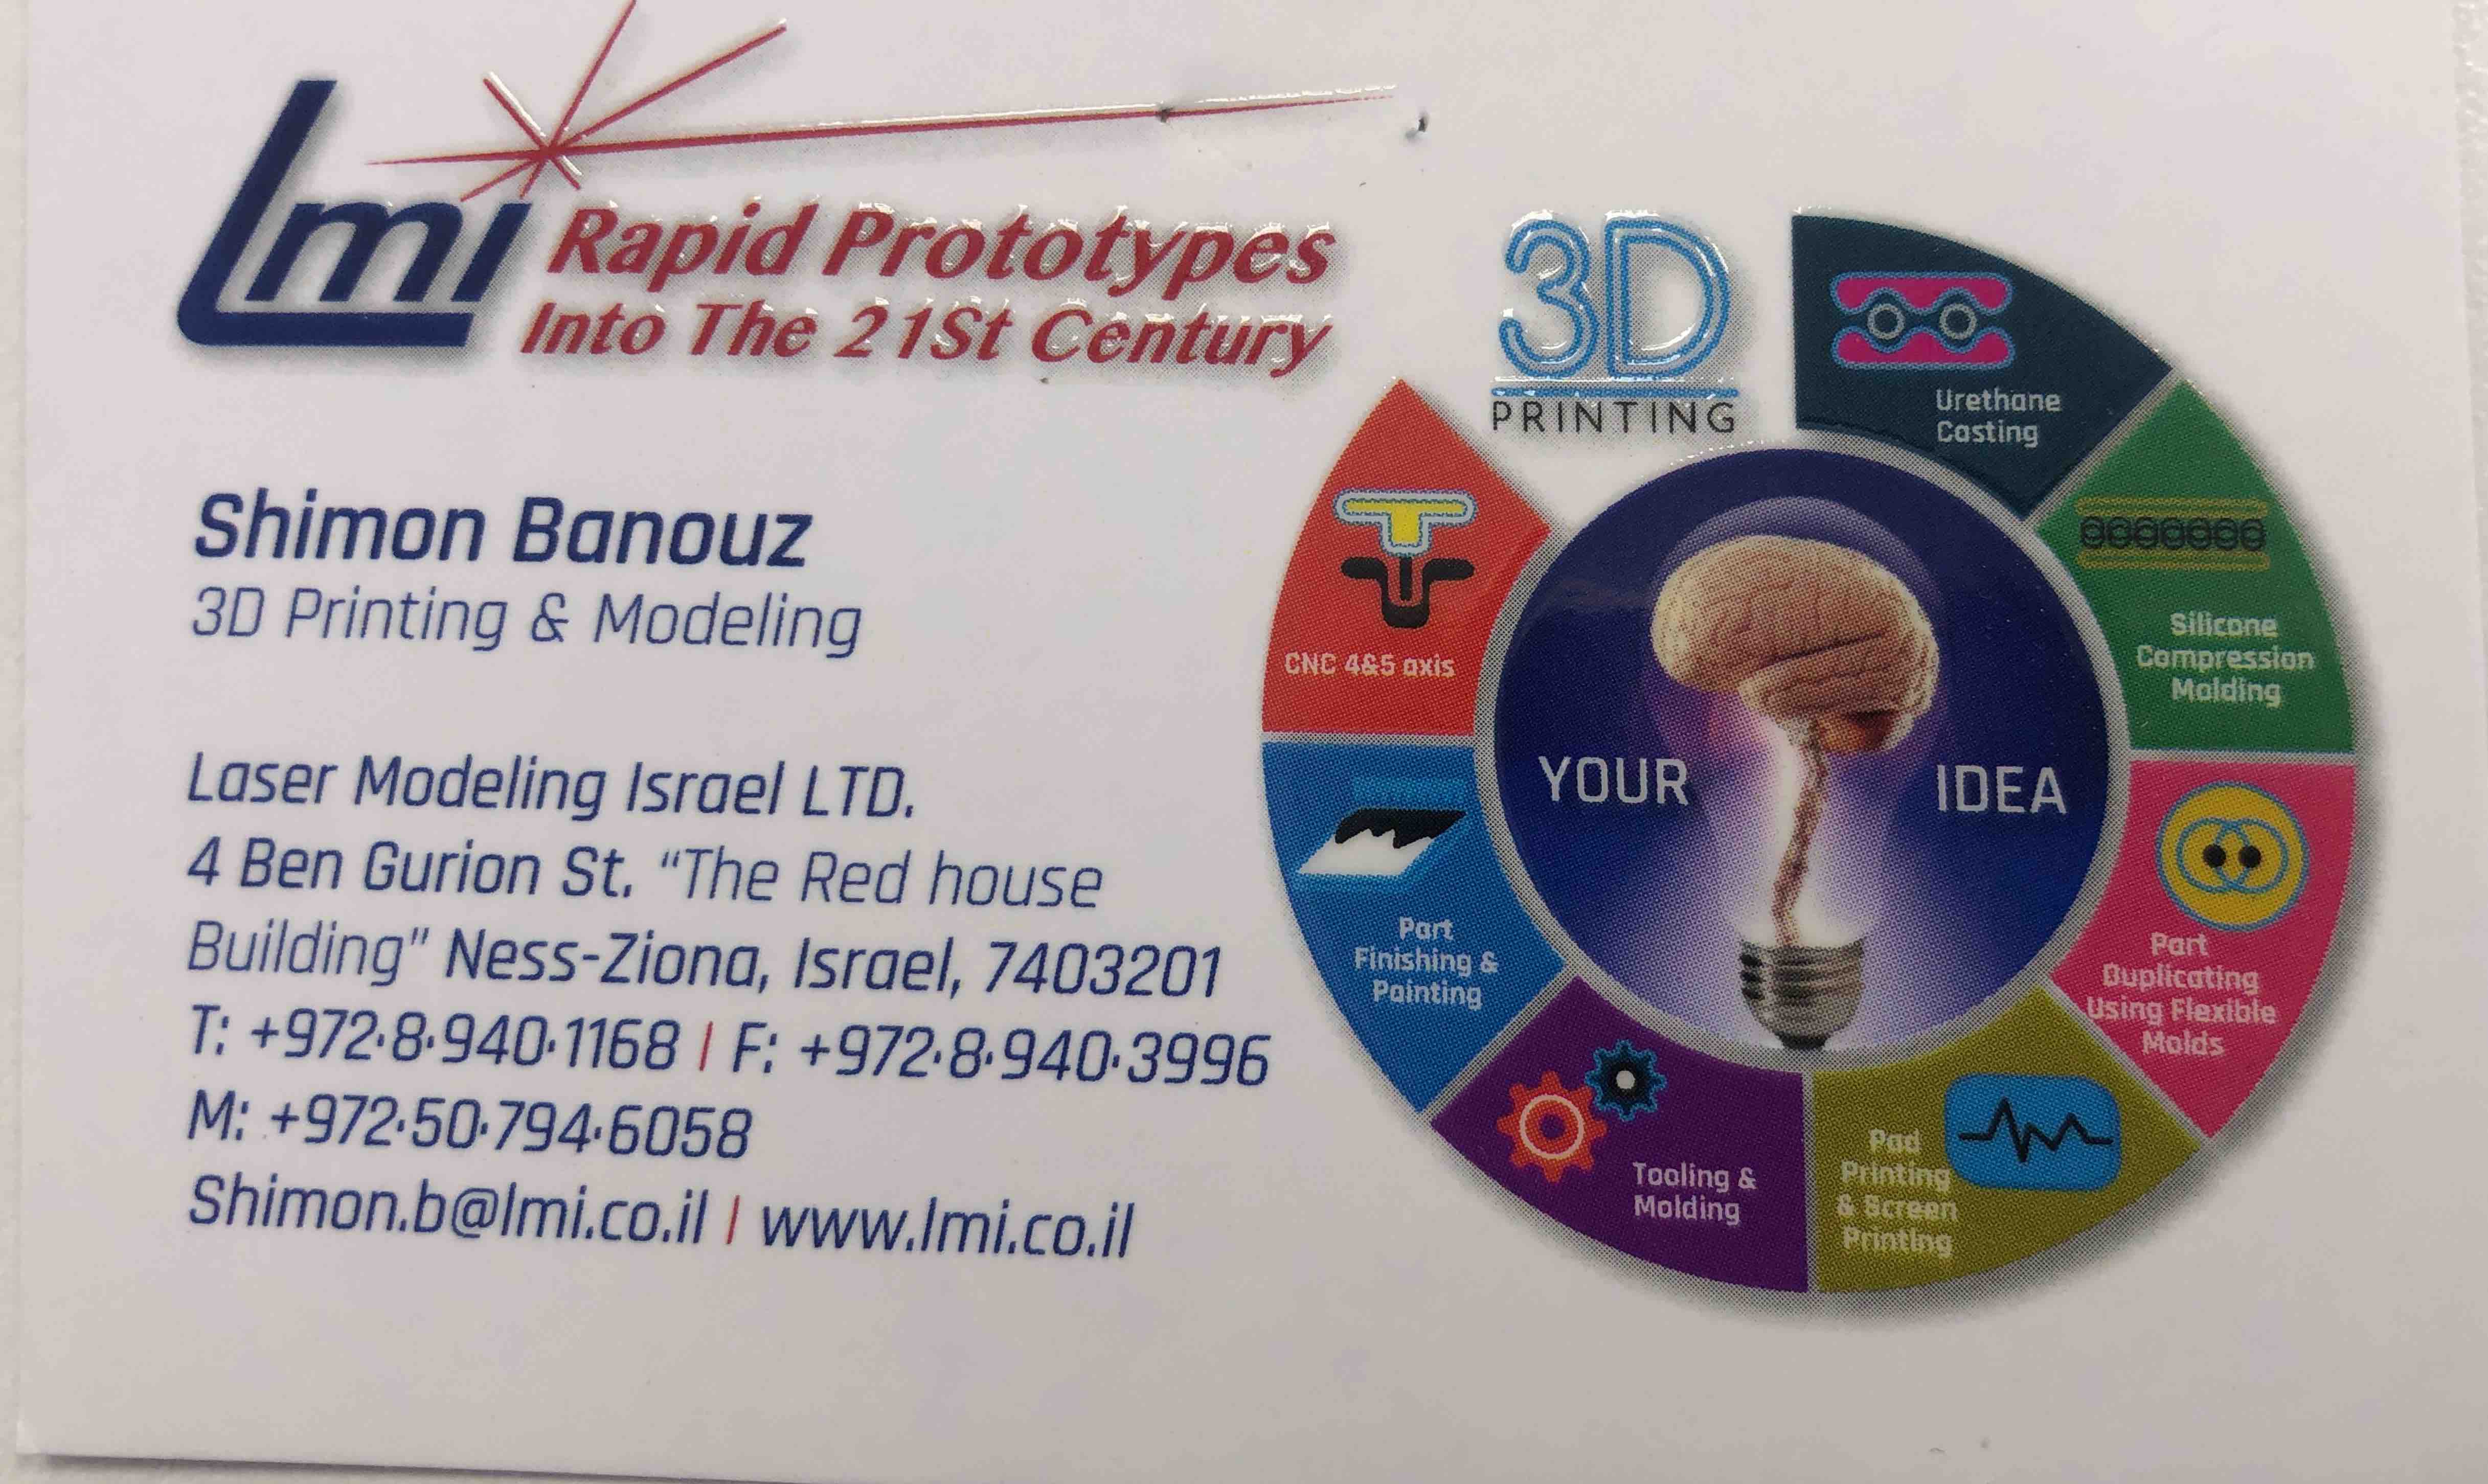 lmi
Rapid Prototypes
Into The 21St Century
Shimon Banouz
3D Printing & Modeling
Laser Modeling Israel LTD.
4 Ben Gurion St. "The Red house
Building" Ness-Ziona, Israel, 7403201
T: +972·8·940·1168 | F: +972·8·940·3996
M: +972·50·794·6058
Shimon.b@lmi.co.il | www.lmi.co.il
3D
PRINTING
Urethane
Casting
Silicone
Compression
Molding
Part
Duplicating
Using Flexible
Molds
Pad
Printing
& Screen
Printing
Tooling &
Molding
Part
Finishing &
Painting
CNC 4&5 axis
YOUR IDEA